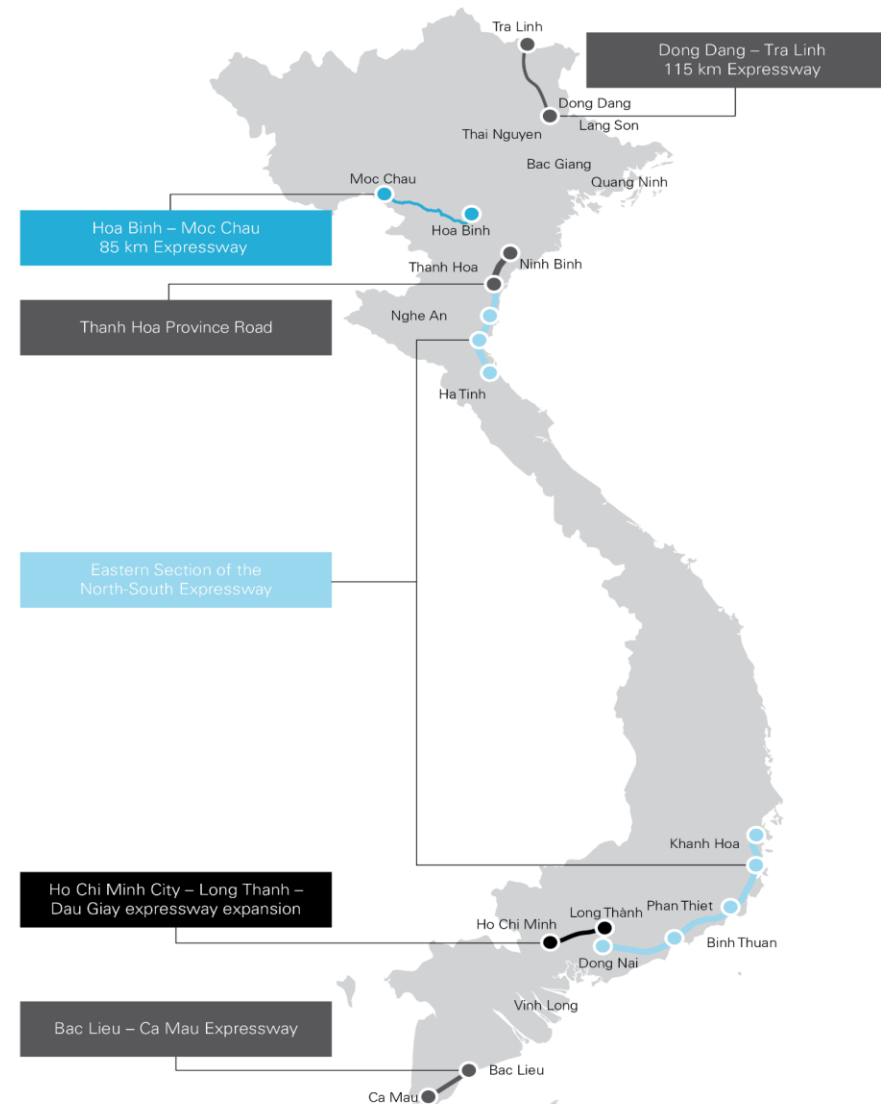 Tra Linh
Dong Dang – Tra Linh
115 km Expressway
Dong Dang
Lang Son
Thai Nguyen
Bac Giang
Quang Ninh
Moc Chau
Hoa Binh – Moc Chau
85 km Expressway
Hoa Binh
Ninh Binh
Thanh Hoa
Thanh Hoa Province Road
Nghe An
Ha Tinh
Eastern Section of the
North-South Expressway
Khanh Hoa
Ho Chi Minh City – Long Thanh –
Dau Giay expressway expansion
Phan Thiet
Long Thành
Ho Chi Minh
Binh Thuan
Dong Nai
Vinh Long
Bac Lieu – Ca Mau Expressway
Bac Lieu
Ca Mau